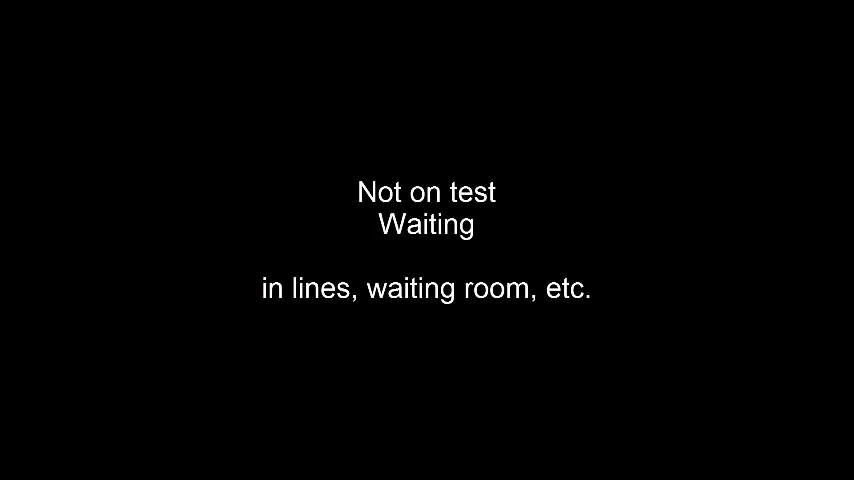 Not on test
Waiting
in lines, waiting room, etc.